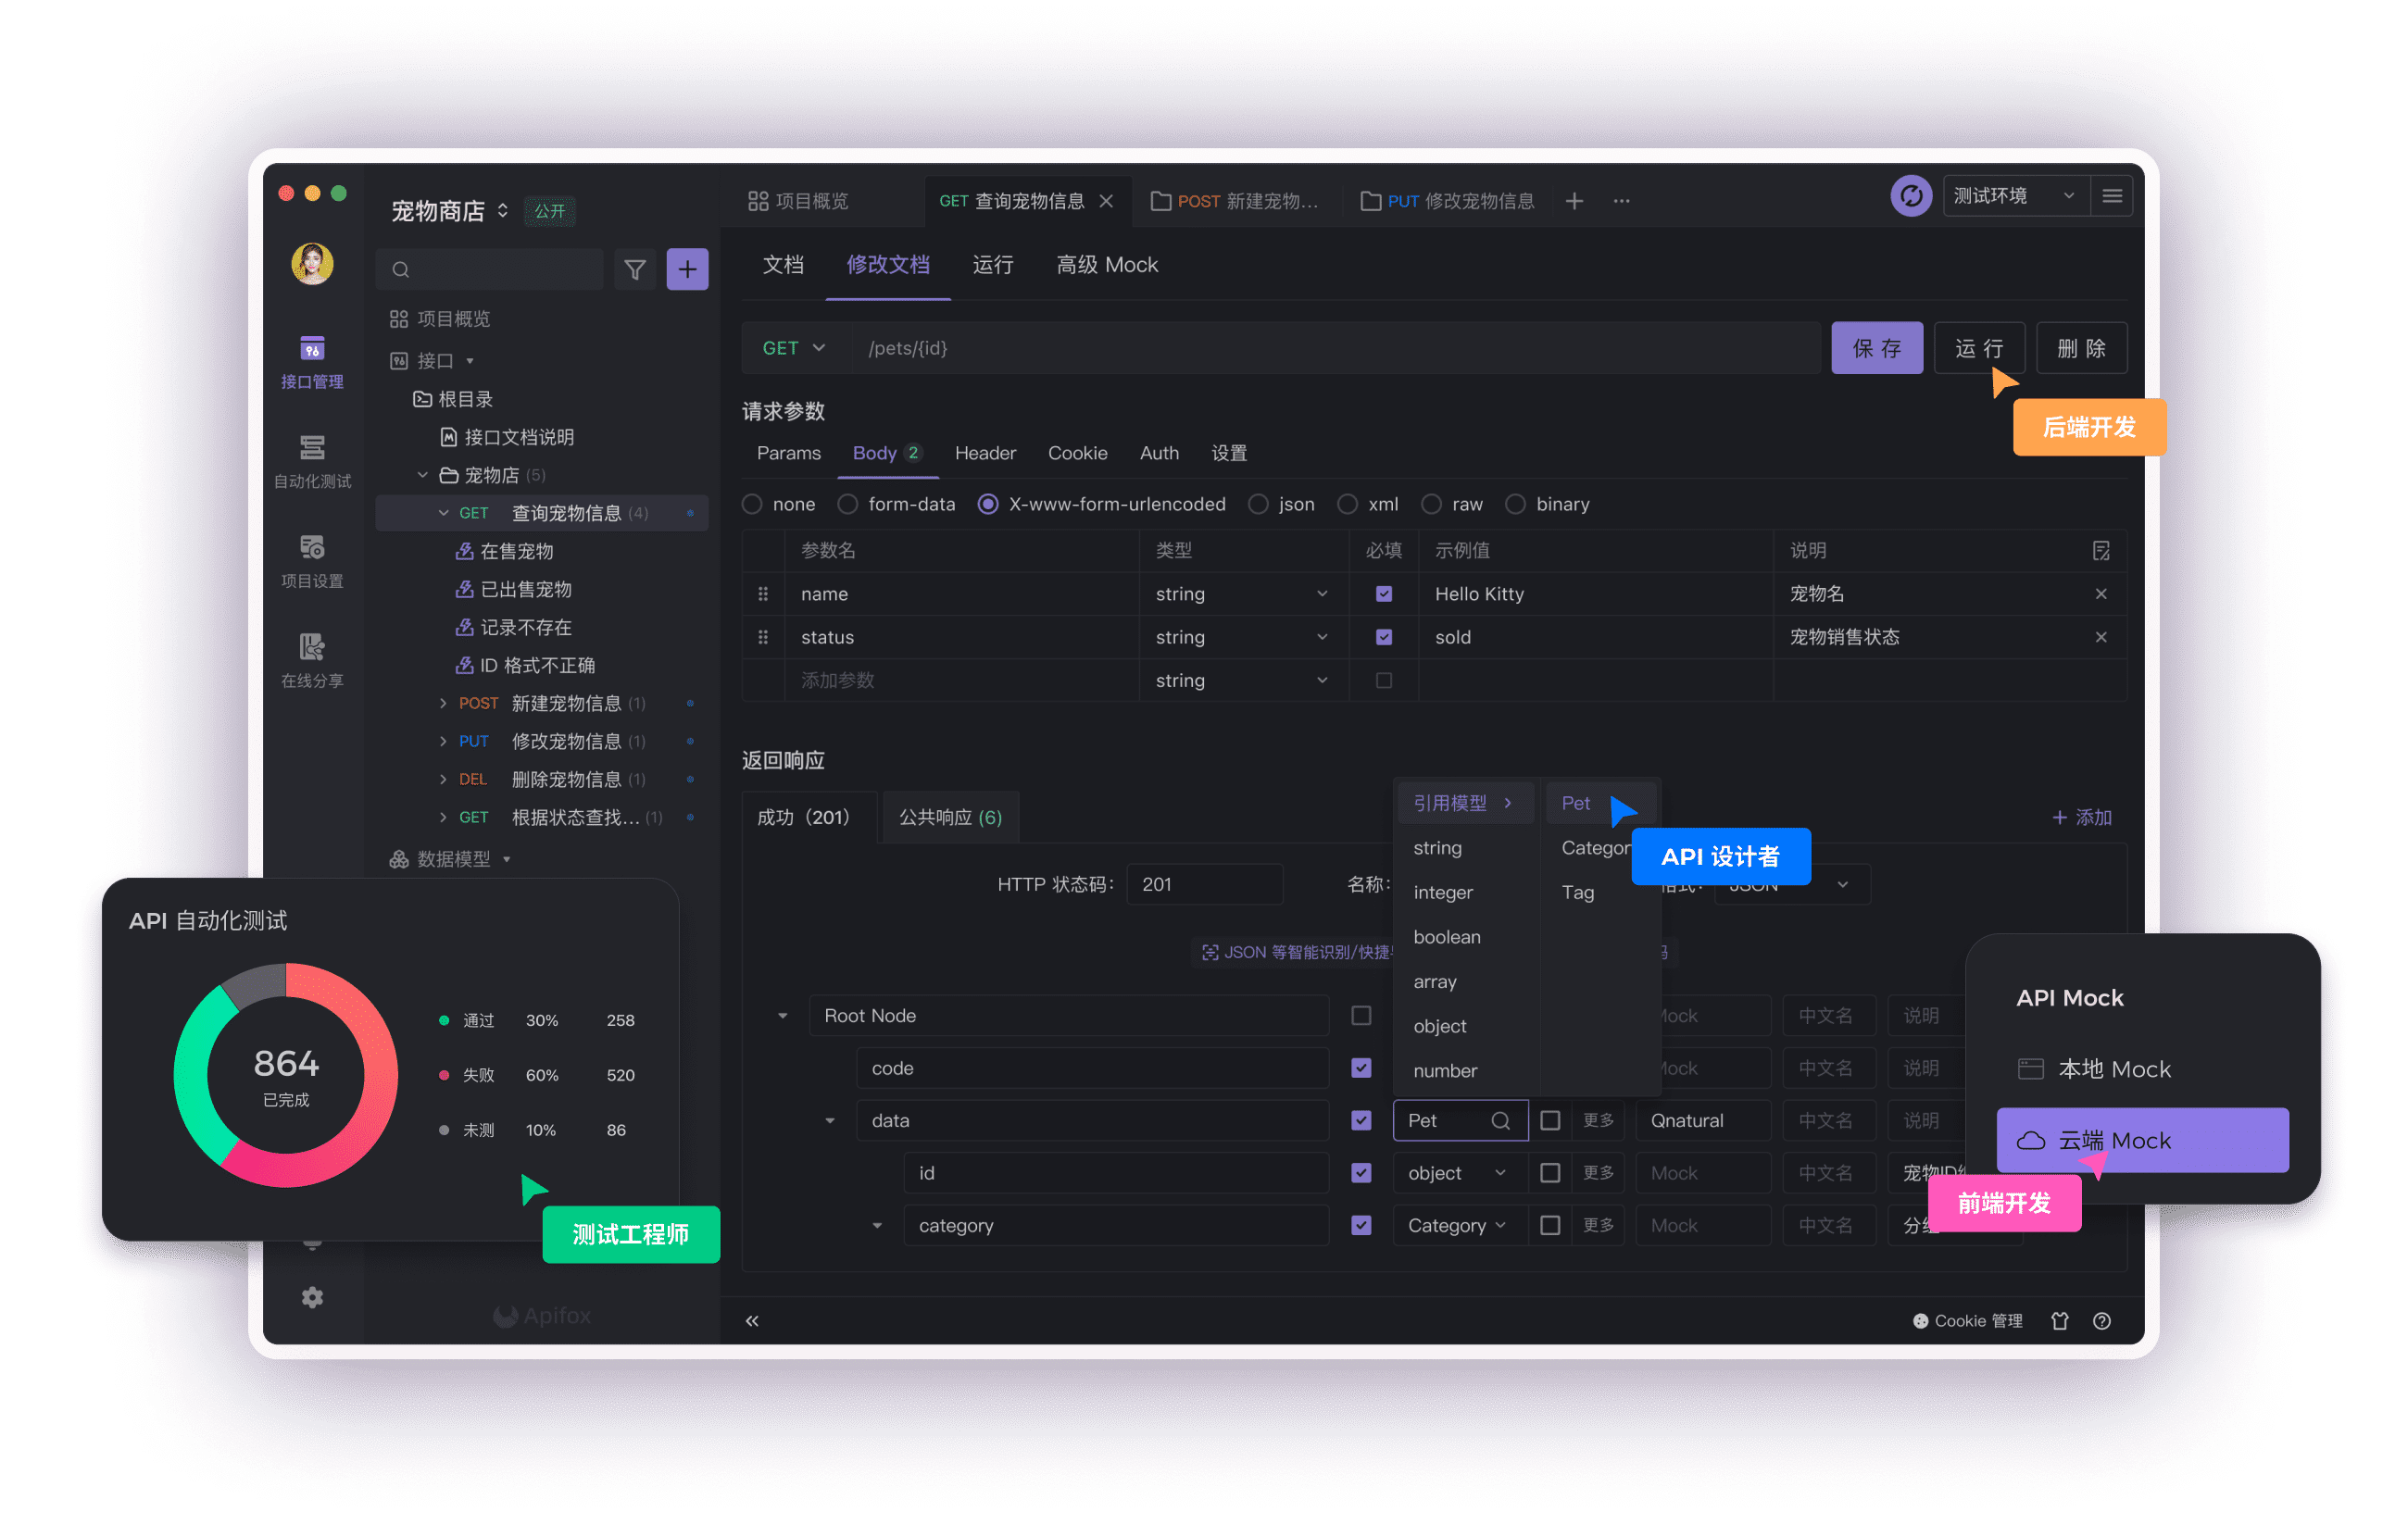 宠物商店 公开
项目概览
GET 查询宠物信息
POST 新建宠物...
PUT 修改宠物信息
测试环境
接口管理
自动化测试
项目设置
在线分享
项目概览
接口
根目录
接口文档说明
宠物店 (5)
GET 查询宠物信息 (4)
在售宠物
已出售宠物
记录不存在
ID 格式不正确
POST 新建宠物信息 (1)
PUT 修改宠物信息 (1)
DEL 删除宠物信息 (1)
GET 根据状态查找... (1)
数据模型
文档 修改文档 运行 高级 Mock
GET /pets/{id} 保存 运行 删除
后端开发
请求参数
Params Body 2 Header Cookie Auth 设置
none form-data X-www-form-urlencoded json xml raw binary
参数名 类型 必填 示例值 说明
name string Hello Kitty 宠物名
status string sold 宠物销售状态
添加参数 string
返回响应
成功（201） 公共响应 (6) 添加
HTTP 状态码： 201 名称：
JSON 等智能识别/快捷
引用模型
string
integer
boolean
array
object
number
Pet
Categor
Tag
API 设计者
Root Node Mock 中文名 说明
code Mock 中文名 说明
data Pet 更多 Qnatural 中文名 说明
id object 更多 Mock 中文名 宠物ID
category Category 更多 Mock 中文名
API 自动化测试
864
已完成
通过 30% 258
失败 60% 520
未测 10% 86
测试工程师
API Mock
本地 Mock
云端 Mock
前端开发
Apifox
Cookie 管理